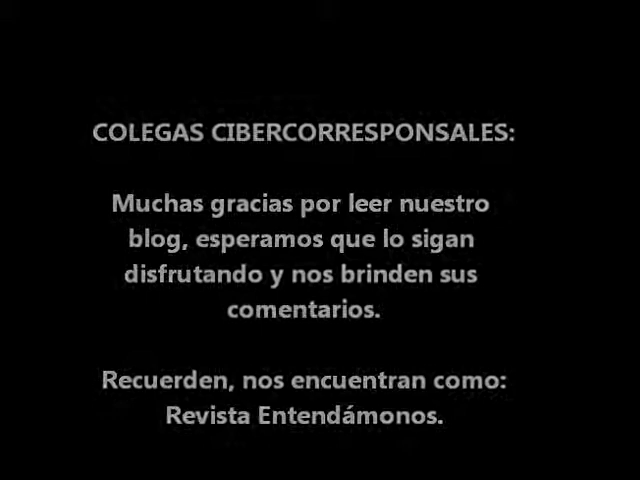 COLEGAS CIBERCORRESPONSALES:
Muchas gracias por leer nuestro
blog, esperamos que lo sigan
disfrutando y nos brinden sus
comentarios.
Recuerden, nos encuentran como:
Revista Entendámonos.